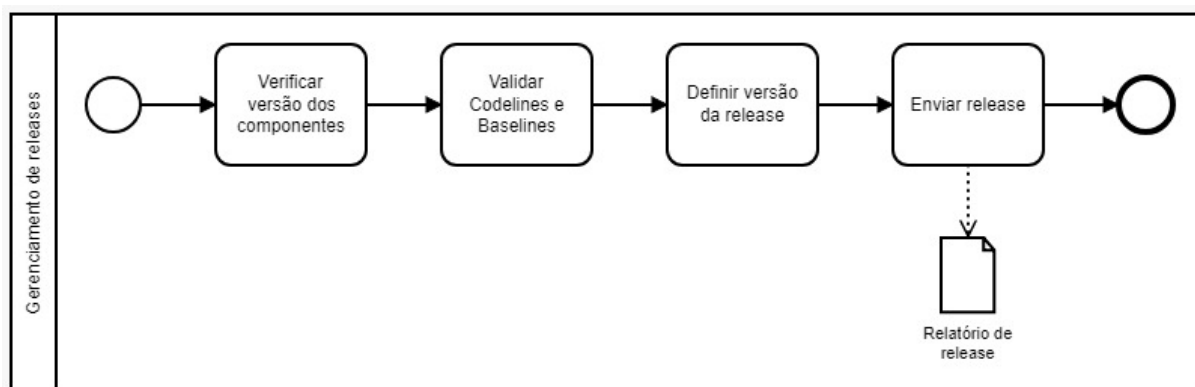 Gerenciamento de releases
Verificar
versão dos
componentes
Validar
Codelines e
Baselines
Definir versão
da release
Enviar release
Relatório de
release